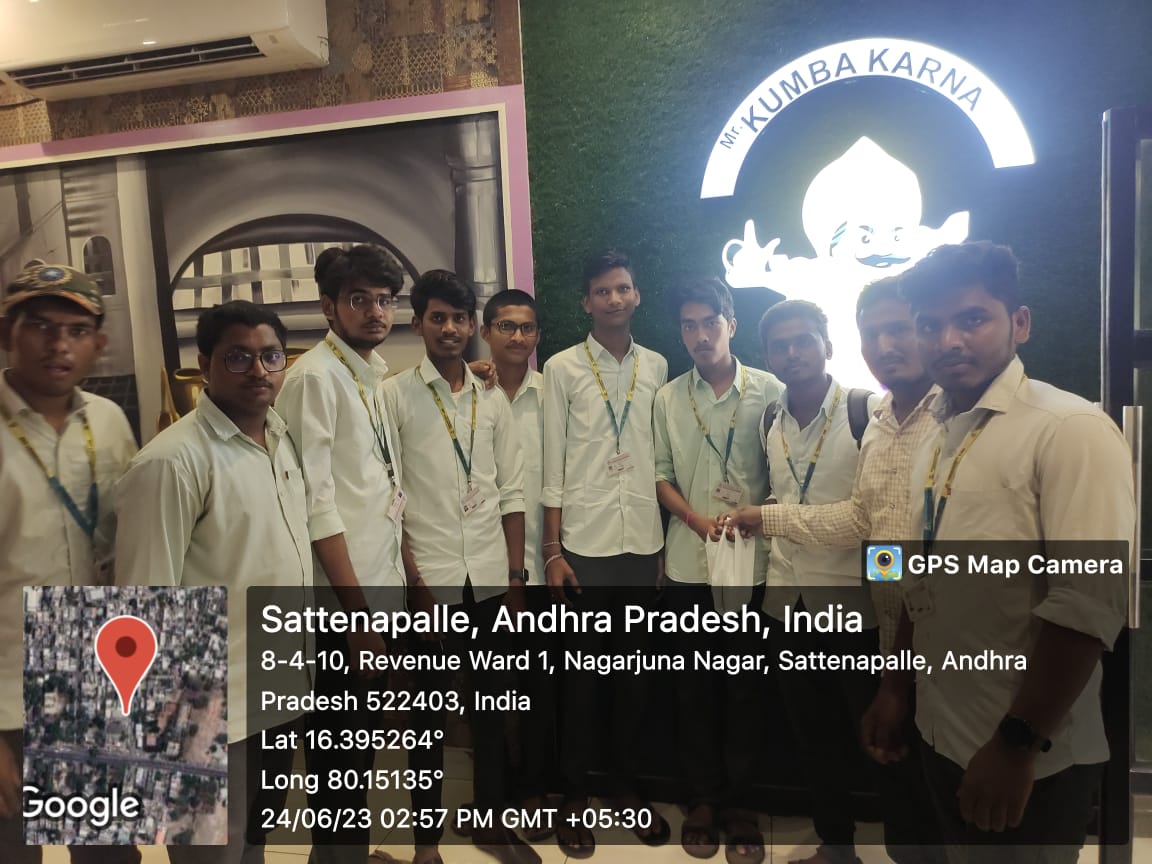 Mr. KUMBA KARNA
GPS Map Camera
Sattenapalle, Andhra Pradesh, India
8-4-10, Revenue Ward 1, Nagarjuna Nagar, Sattenapalle, Andhra
Pradesh 522403, India
Lat 16.395264°
Long 80.15135°
24/06/23 02:57 PM GMT +05:30
Google